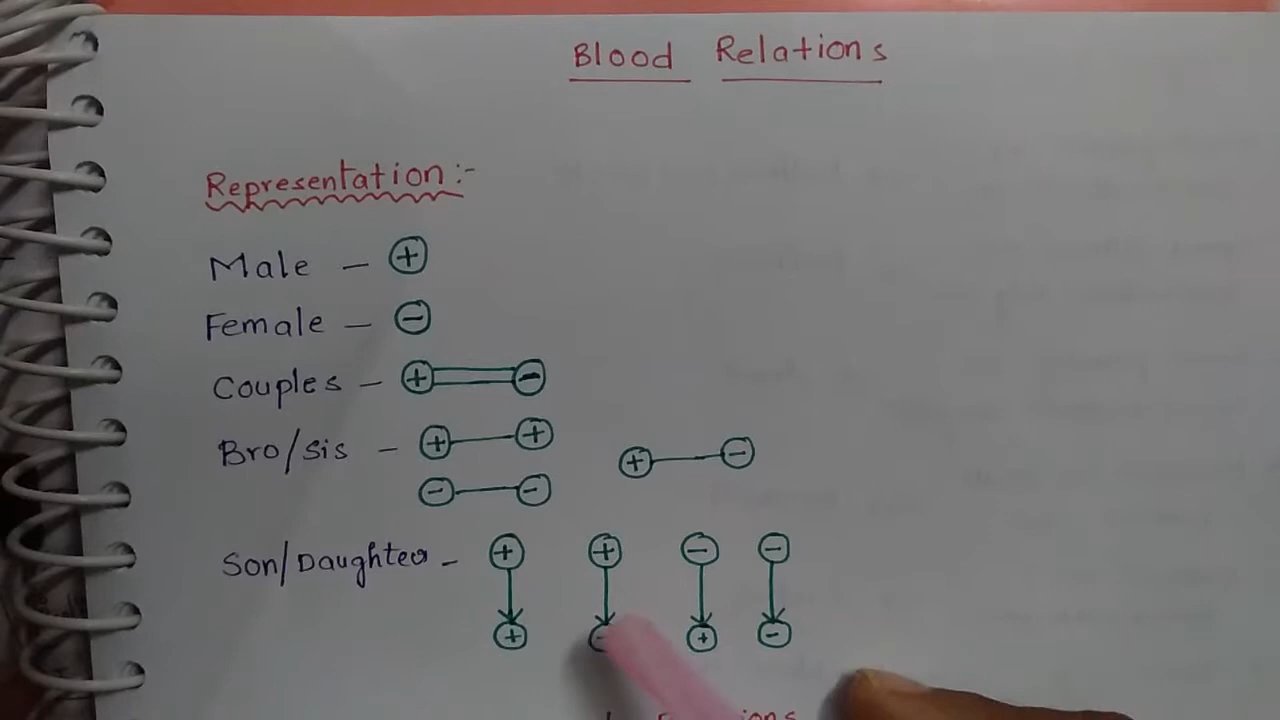 Blood Relations
Representation :-
Male - ⊕
Female - ⊖
Couples - ⊕=⊖
Bro/sis - ⊕-⊕ ⊕-⊖
⊖-⊖
Son/Daughter - ⊕ ⊕ ⊖ ⊖
⊕ ⊖ ⊕ ⊖